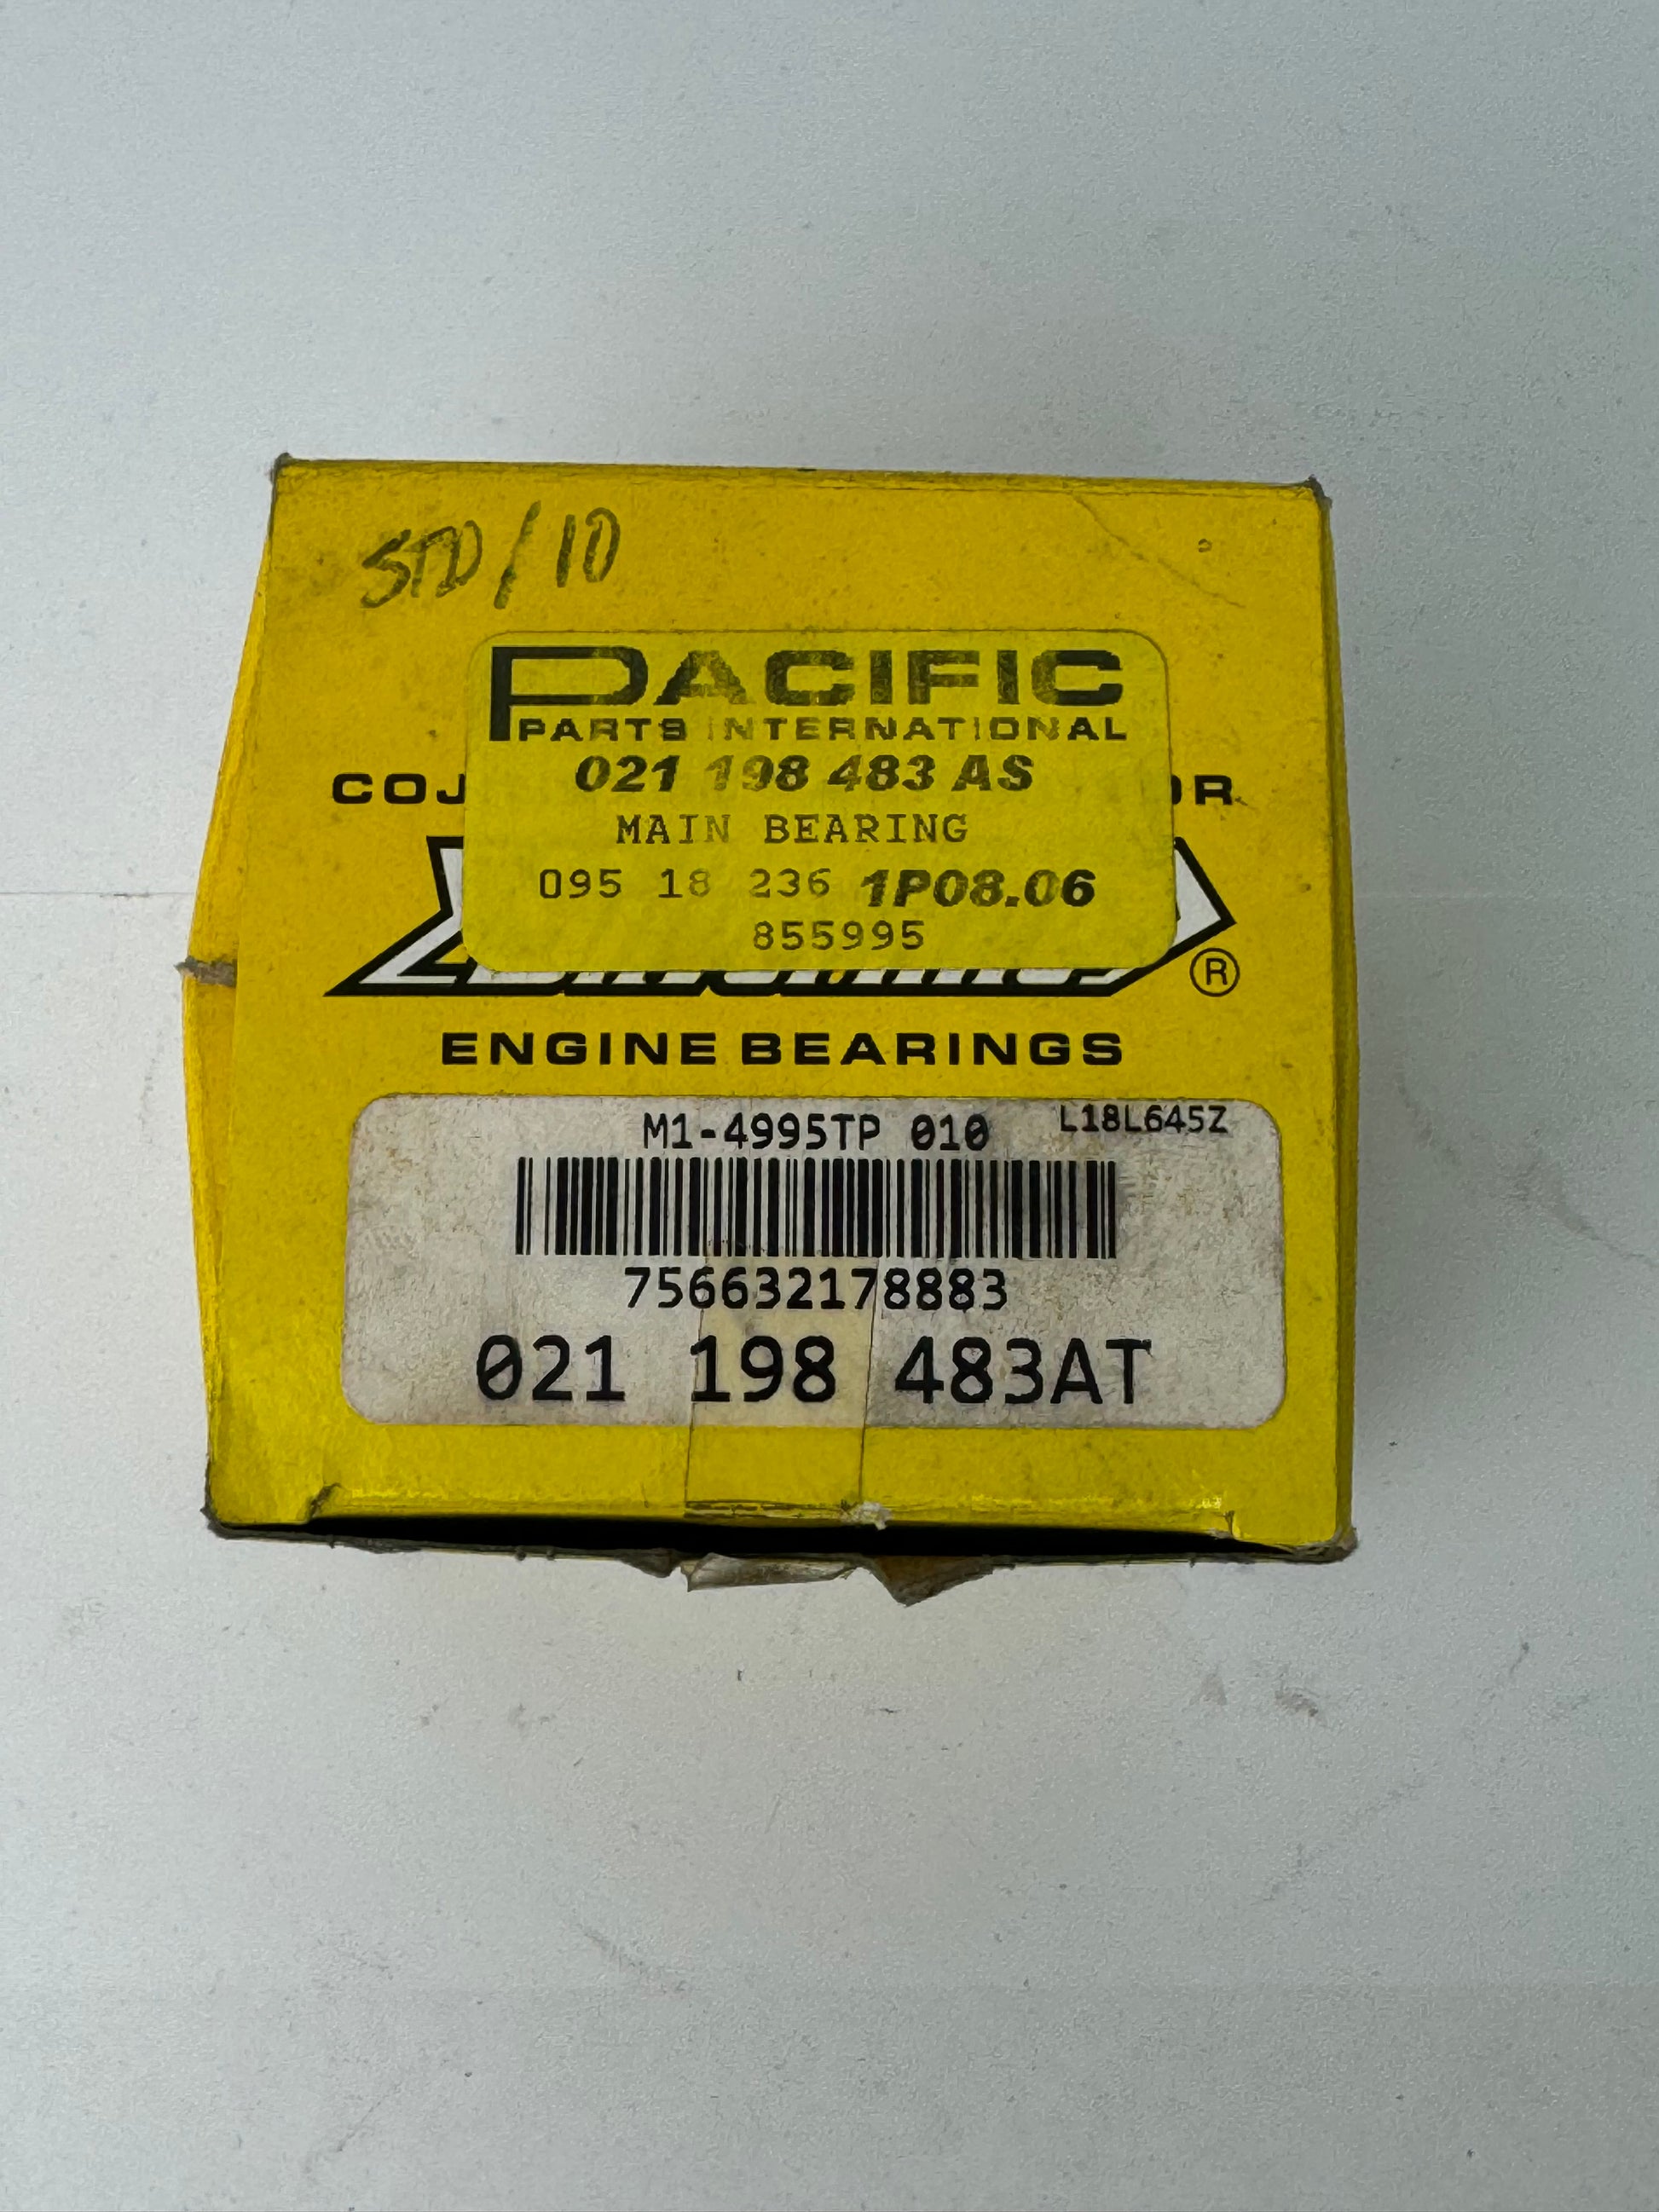 STD/10
PACIFIC
PARTS INTERNATIONAL
021 198 483 AS
MAIN BEARING
095 18 236 1P08.06
855995
®
ENGINE BEARINGS
M1-4995TP 010 L18L645Z
756632178883
021 198 483AT